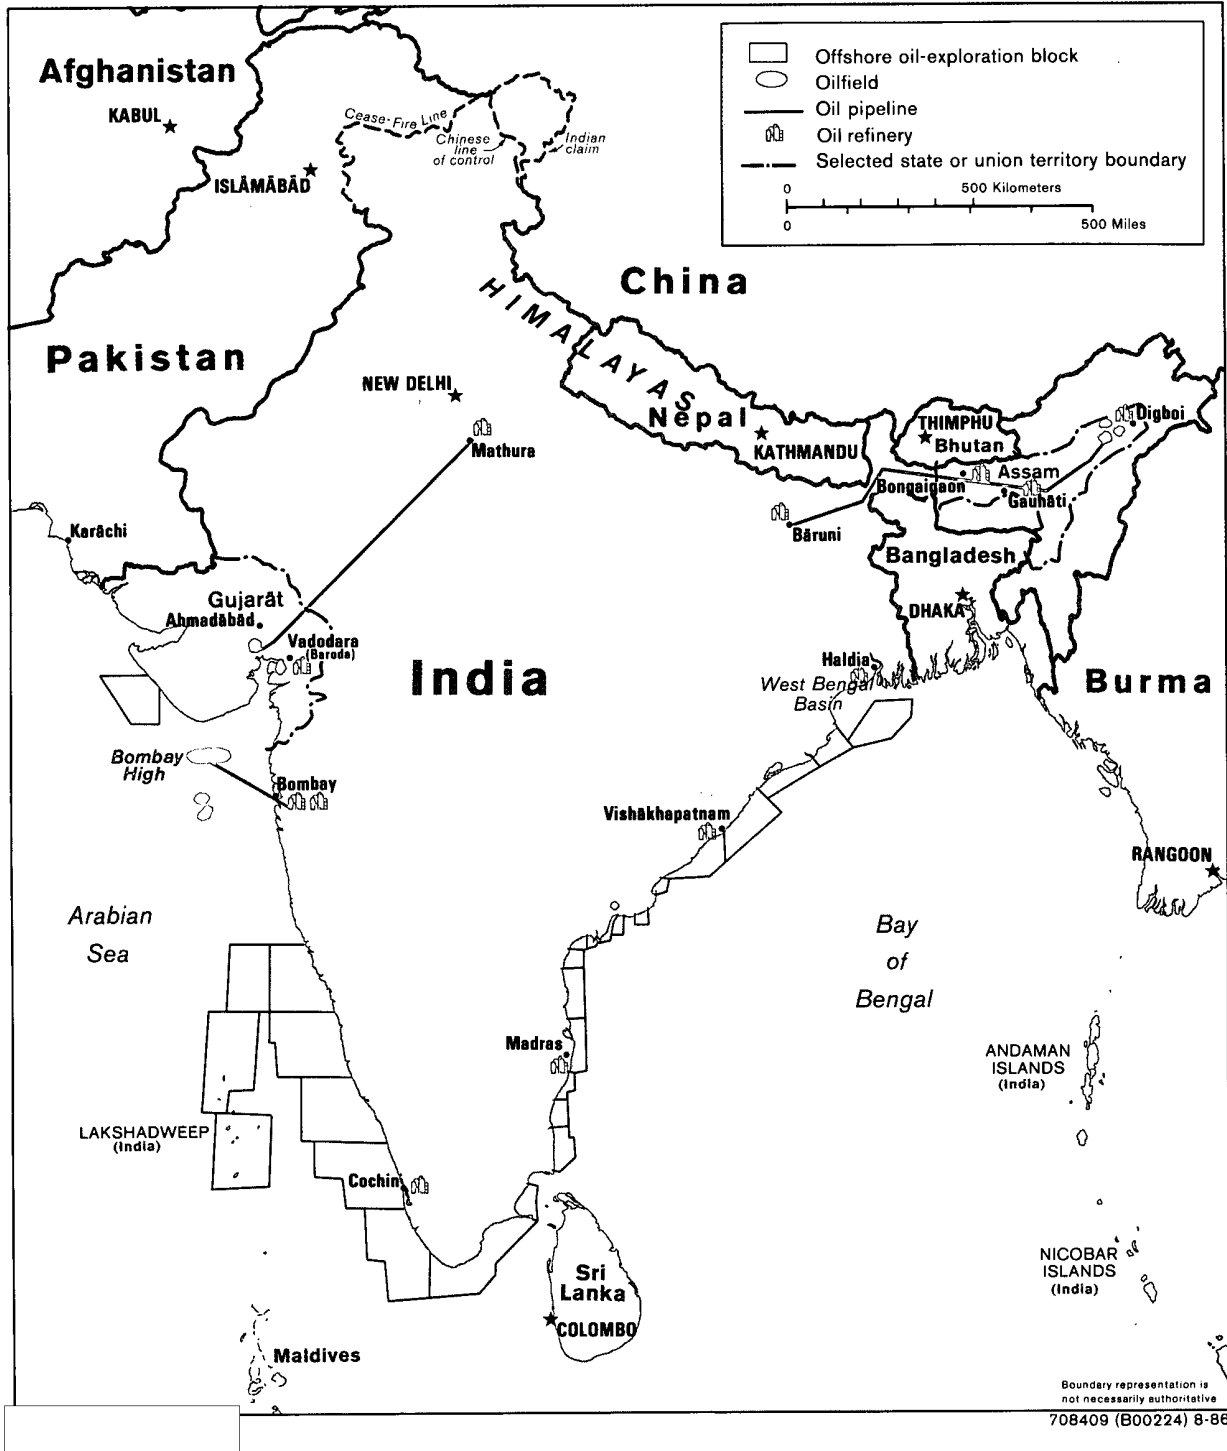 Afghanistan
KABUL
Cease-Fire Line
Chinese
line
of control
Indian
claim
ISLĀMĀBĀD
Offshore oil-exploration block
Oilfield
Oil pipeline
Oil refinery
Selected state or union territory boundary
0 500 Kilometers
0 500 Miles
China
HIMALAYAS
Pakistan
NEW DELHI
Mathura
Nepal
KATHMANDU
THIMPHU
Bhutan
Digboi
Assam
Bongaigaon
Gauhāti
Bāruni
Karāchi
Bangladesh
DHAKA
Gujarāt
Ahmadābād
Vadodara
(Baroda)
India
Haldia
West Bengal
Basin
Burma
Bombay
High
Bombay
Vishākhapatnam
RANGOON
Arabian
Sea
Bay
of
Bengal
Madras
ANDAMAN
ISLANDS
(India)
LAKSHADWEEP
(India)
Cochin
NICOBAR
ISLANDS
(India)
Sri
Lanka
COLOMBO
Maldives
Boundary representation is
not necessarily authoritative
708409 (B00224) 8-86